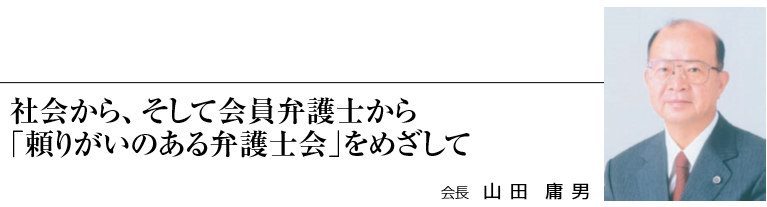 社会から、そして会員弁護士から
「頼りがいのある弁護士会」をめざして
会長 山田 庸男